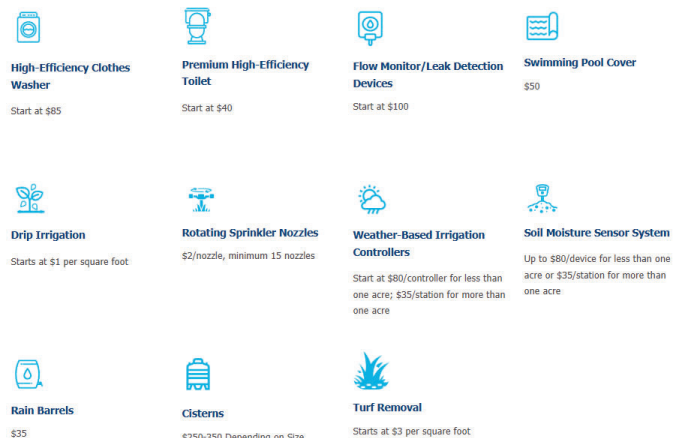 High-Efficiency Clothes
Washer
Start at $85
Premium High-Efficiency
Toilet
Start at $40
Flow Monitor/Leak Detection
Devices
Start at $100
Swimming Pool Cover
$50
Drip Irrigation
Starts at $1 per square foot
Rotating Sprinkler Nozzles
$2/nozzle, minimum 15 nozzles
Weather-Based Irrigation
Controllers
Start at $80/controller for less than
one acre; $35/station for more than
one acre
Soil Moisture Sensor System
Up to $80/device for less than one
acre or $35/station for more than
one acre
Rain Barrels
$35
Cisterns
$250-350 Depending on Size
Turf Removal
Starts at $3 per square foot